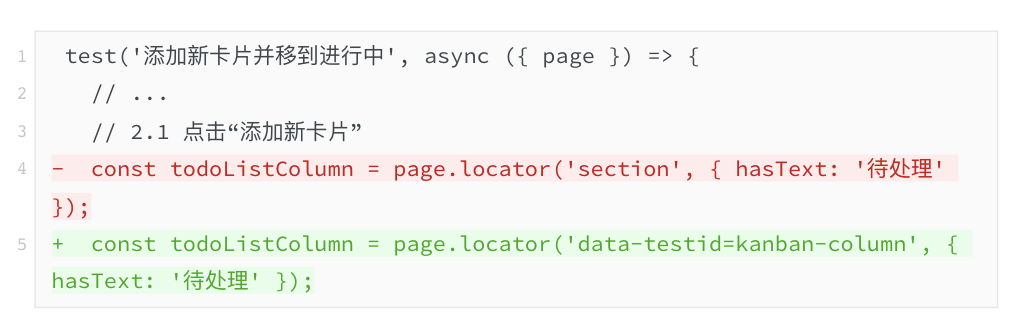 1 test('添加新卡片并移到进行中', async ({ page }) => {
2 // ...
3 // 2.1 点击“添加新卡片”
4 - const todoListColumn = page.locator('section', { hasText: '待处理'
});
5 + const todoListColumn = page.locator('data-testid=kanban-column', {
hasText: '待处理' });